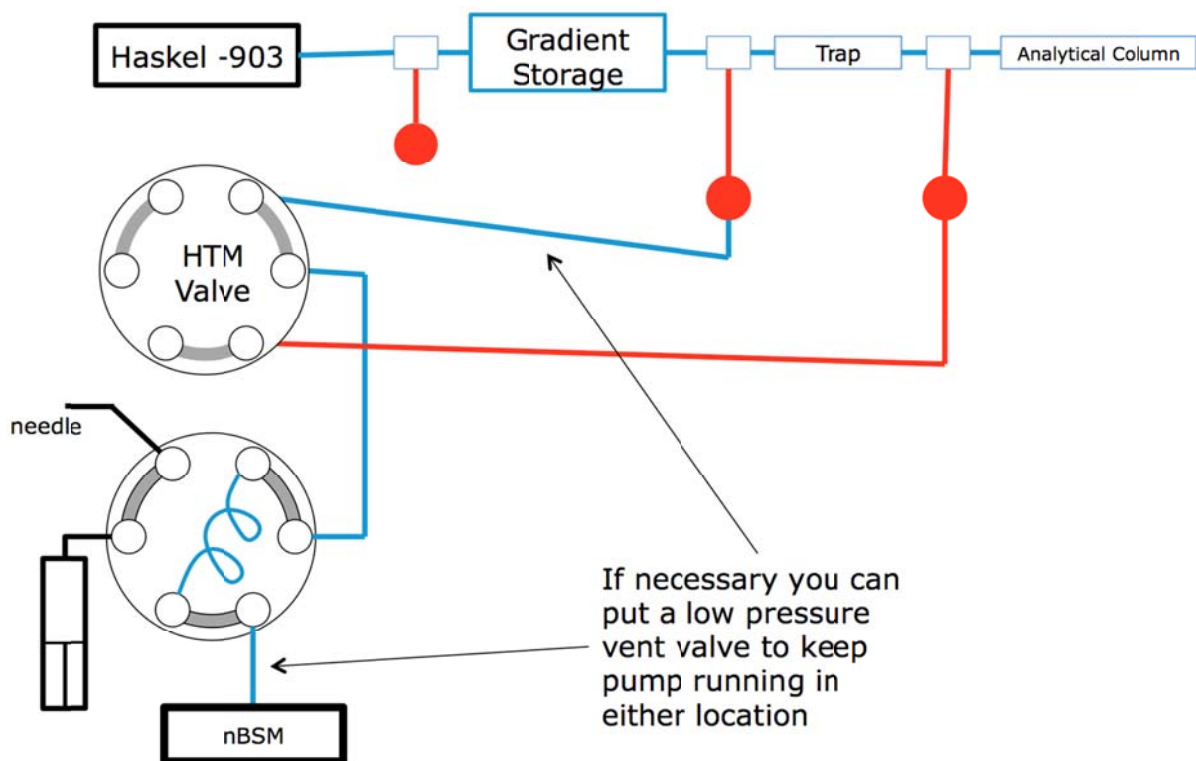 Haskel -903
Gradient
Storage
Trap
Analytical Column
HTM
Valve
needle
If necessary you can
put a low pressure
vent valve to keep
pump running in
either location
nBSM